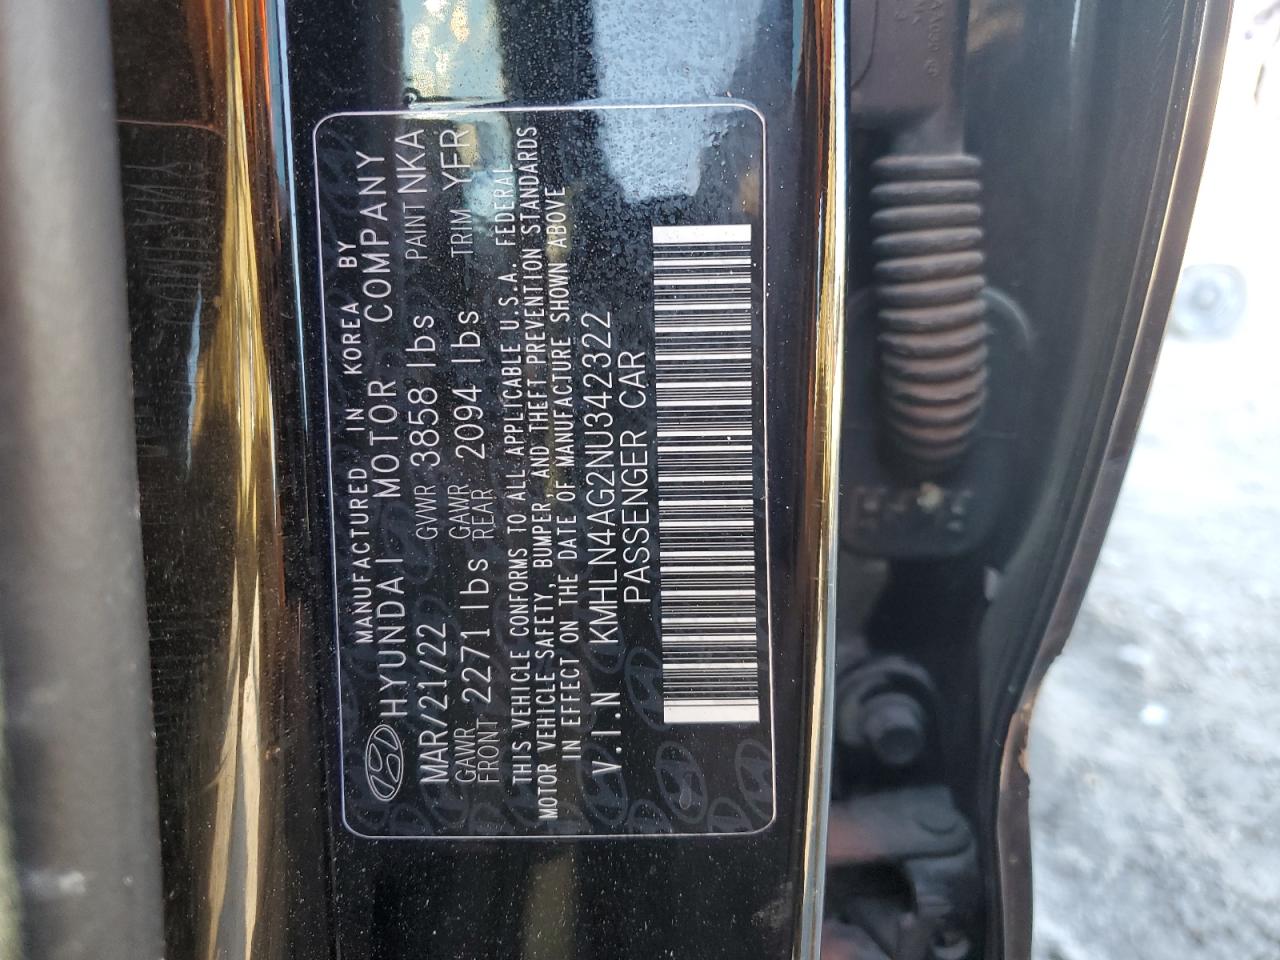 MANUFACTURED IN KOREA BY
HYUNDAI MOTOR COMPANY
MAR/21/22 GVWR 3858 lbs PAINT NKA
GAWR FRONT 2271 lbs GAWR REAR 2094 lbs TRIM YFR
THIS VEHICLE CONFORMS TO ALL APPLICABLE U.S.A. FEDERAL
MOTOR VEHICLE SAFETY, BUMPER, AND THEFT PREVENTION STANDARDS
IN EFFECT ON THE DATE OF MANUFACTURE SHOWN ABOVE
V.I.N KMHLN4AG2NU342322
PASSENGER CAR